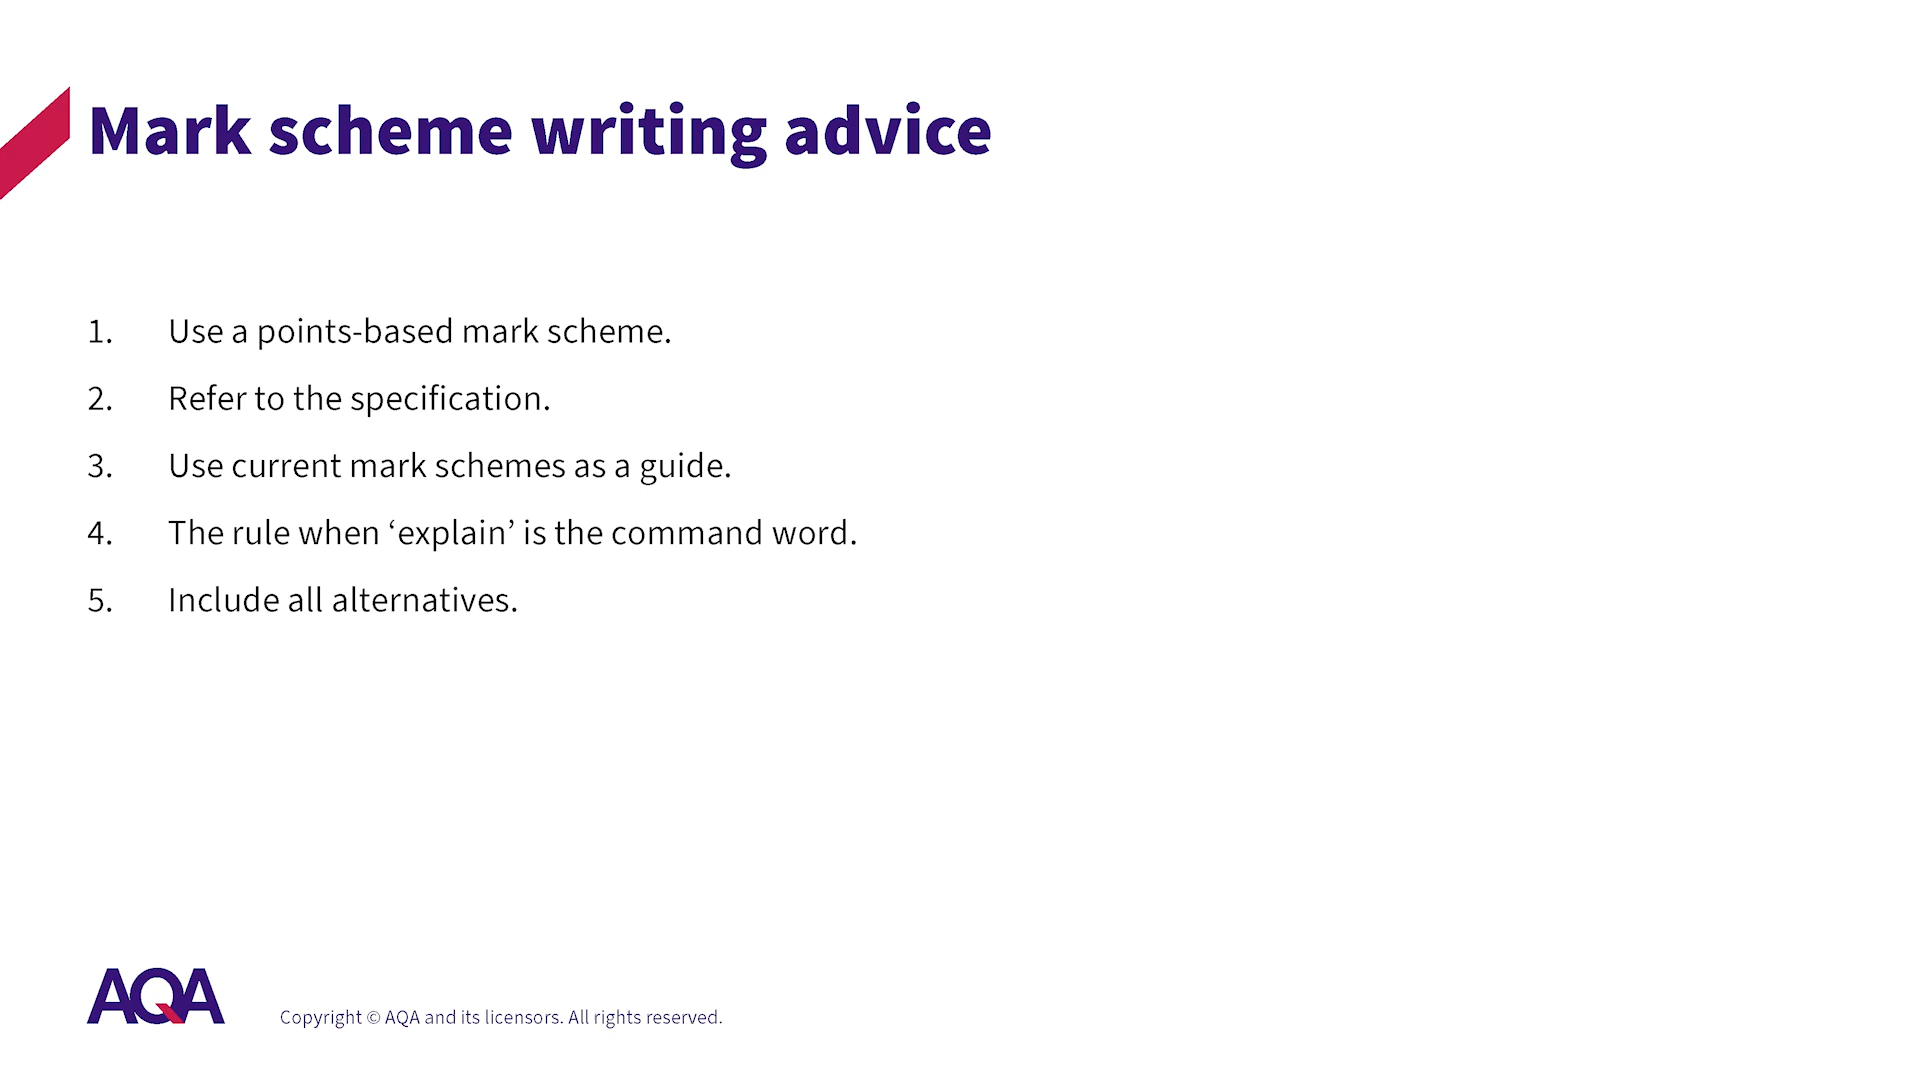 Mark scheme writing advice
1. Use a points-based mark scheme.
2. Refer to the specification.
3. Use current mark schemes as a guide.
4. The rule when ‘explain’ is the command word.
5. Include all alternatives.
AQA
Copyright © AQA and its licensors. All rights reserved.